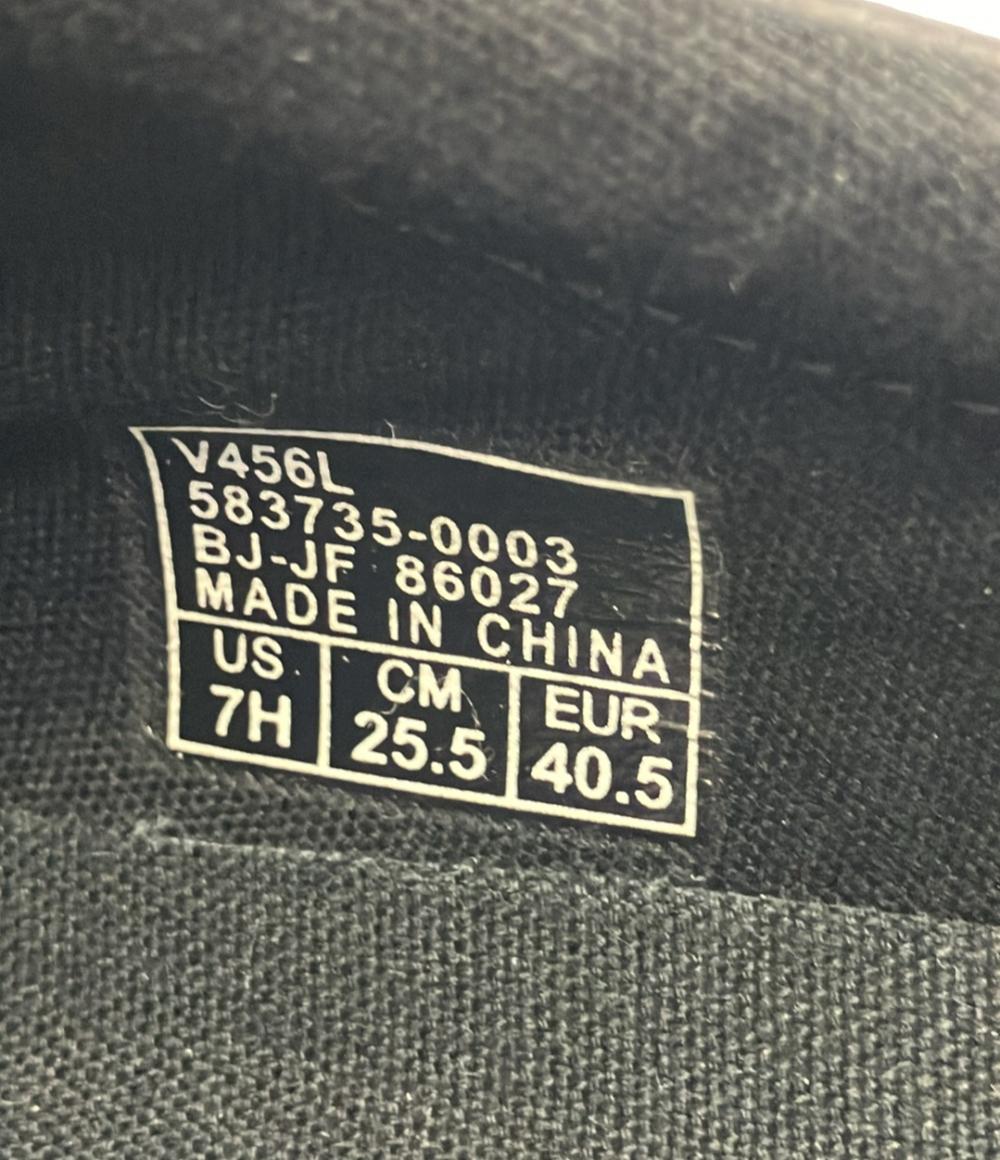 V456L
583735-0003
BJ-JF 86027
MADE IN CHINA
US CM EUR
7H 25.5 40.5